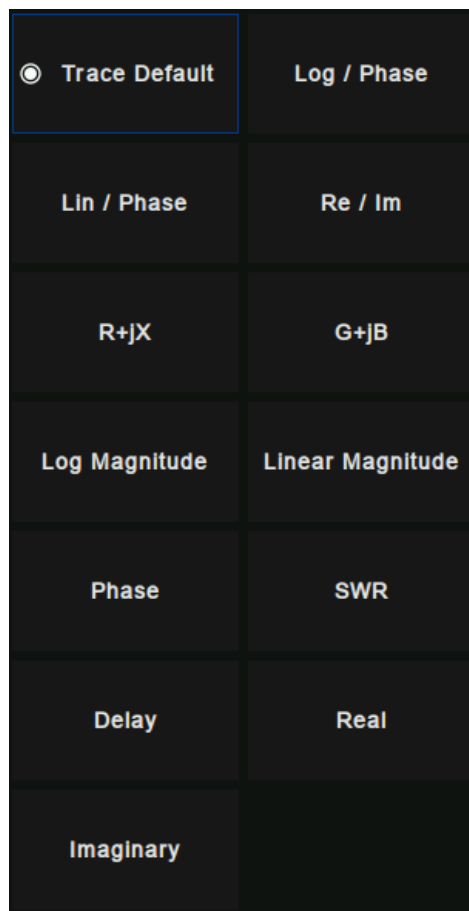 Trace Default
Log / Phase
Lin / Phase
Re / Im
R+jX
G+jB
Log Magnitude
Linear Magnitude
Phase
SWR
Delay
Real
Imaginary